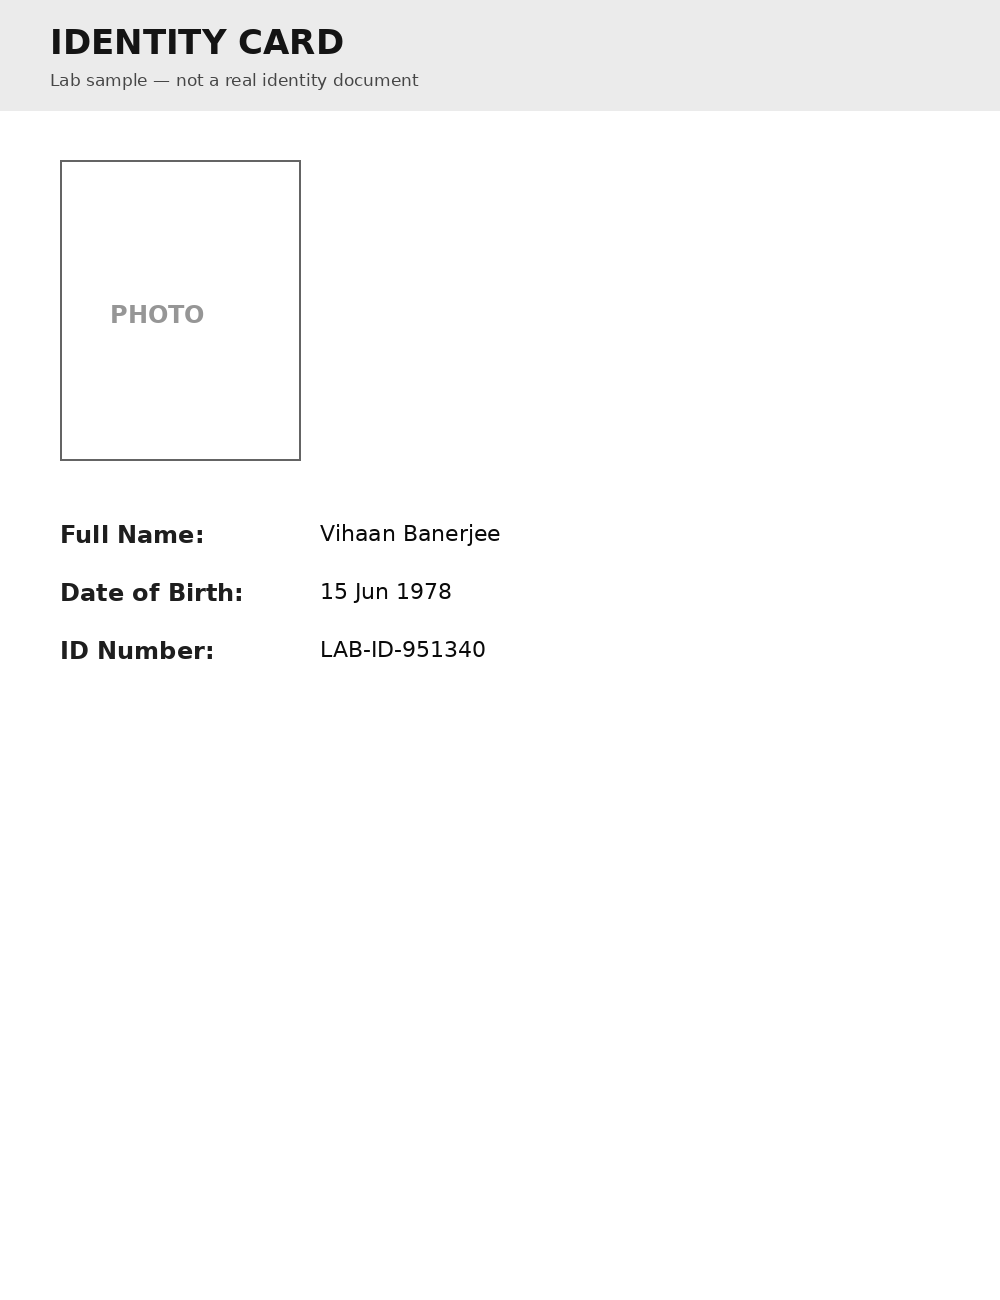 IDENTITY CARD
Lab sample — not a real identity document
PHOTO
Full Name: Vihaan Banerjee
Date of Birth: 15 Jun 1978
ID Number: LAB-ID-951340